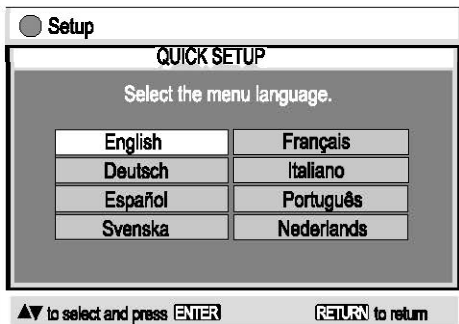 Setup
QUICK SETUP
Select the menu language.
English Français
Deutsch Italiano
Español Português
Svenska Nederlands
▲▼ to select and press ENTER RETURN to return